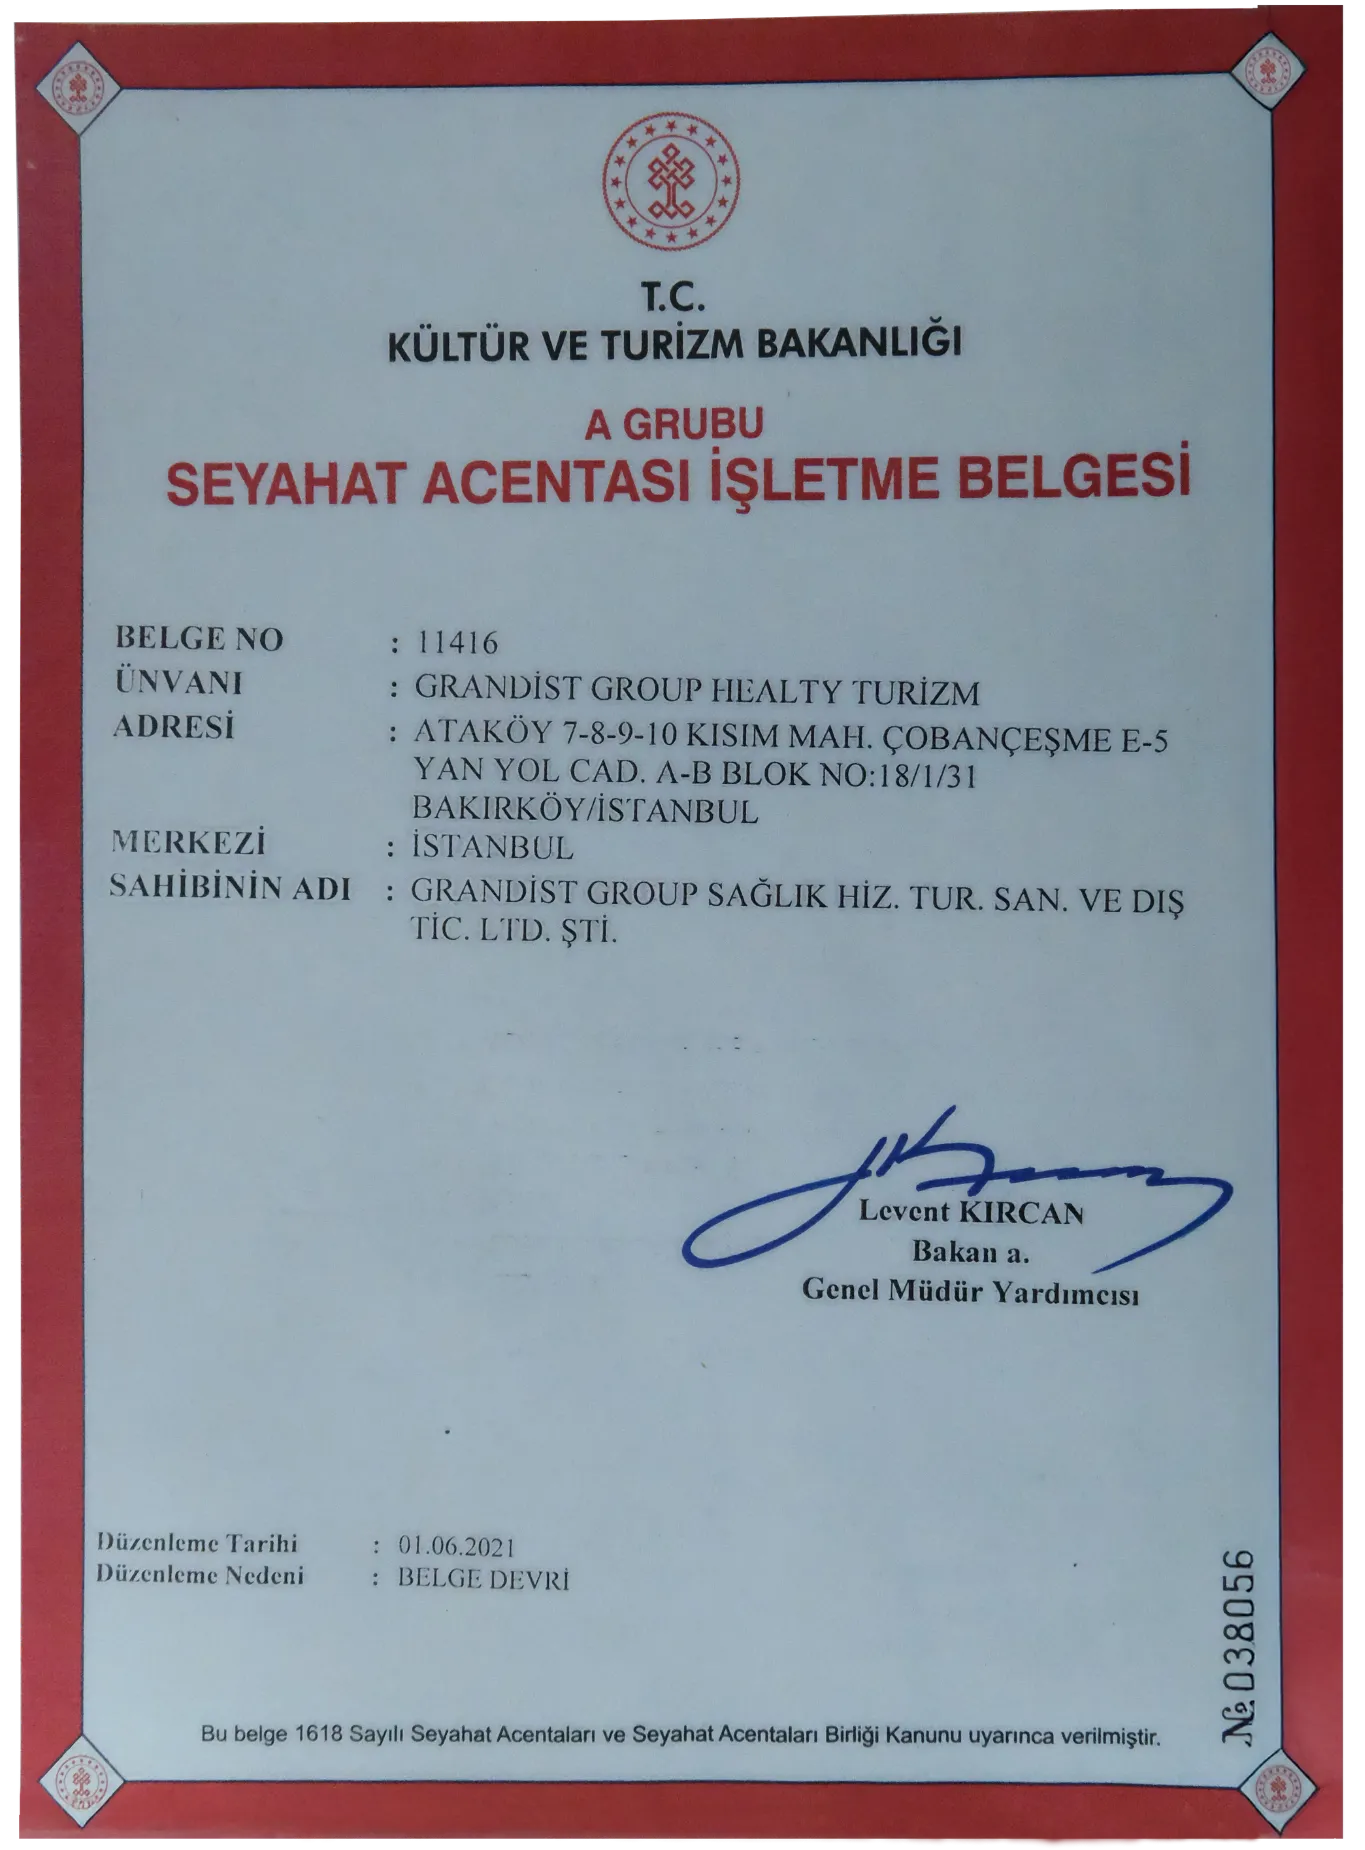 T.C.
KÜLTÜR VE TURİZM BAKANLIĞI
A GRUBU
SEYAHAT ACENTASI İŞLETME BELGESİ
BELGE NO : 11416
ÜNVANI : GRANDİST GROUP HEALTY TURİZM
ADRESİ : ATAKÖY 7-8-9-10 KISIM MAH. ÇOBANÇEŞME E-5
YAN YOL CAD. A-B BLOK NO:18/1/31
BAKIRKÖY/İSTANBUL
MERKEZİ : İSTANBUL
SAHİBİNİN ADI : GRANDİST GROUP SAĞLIK HİZ. TUR. SAN. VE DIŞ
TİC. LTD. ŞTİ.
Levent KIRCAN
Bakan a.
Genel Müdür Yardımcısı
Düzenleme Tarihi : 01.06.2021
Düzenleme Nedeni : BELGE DEVRİ
№ 038056
Bu belge 1618 Sayılı Seyahat Acentaları ve Seyahat Acentaları Birliği Kanunu uyarınca verilmiştir.